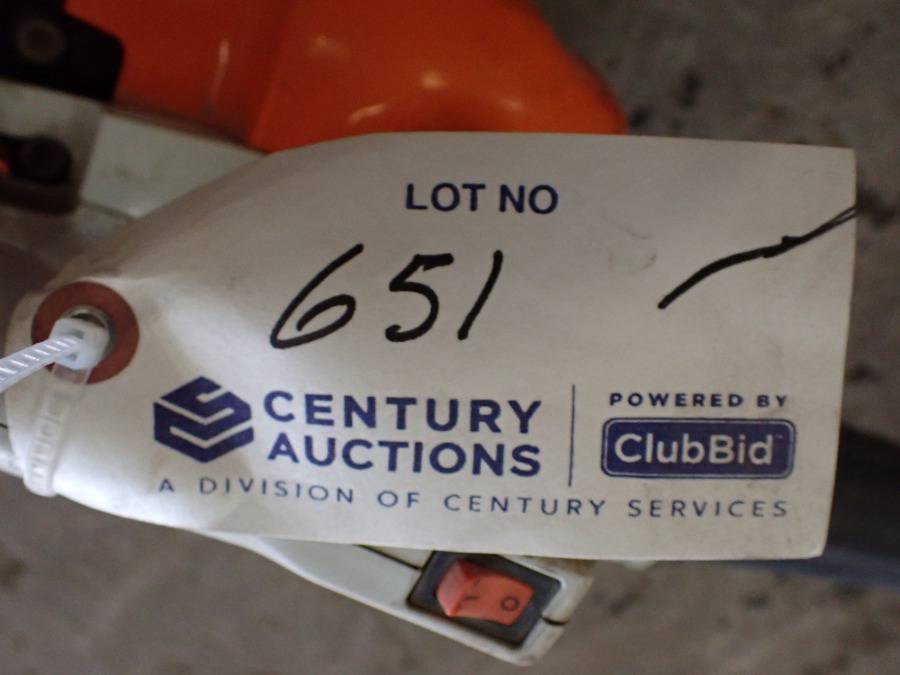 LOT NO
651
CENTURY AUCTIONS
POWERED BY
ClubBid
A DIVISION OF CENTURY SERVICES